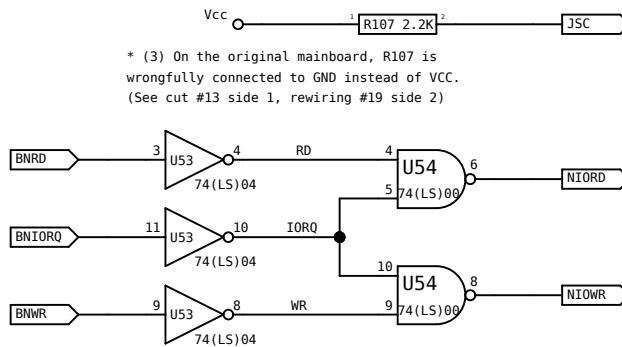 Vcc
1 R107 2.2K 2
JSC
* (3) On the original mainboard, R107 is
wrongfully connected to GND instead of VCC.
(See cut #13 side 1, rewiring #19 side 2)
BNRD
3 U53 4
74(LS)04
RD
4
5
U54
74(LS)00
6
NIORD
BNIORQ
11 U53 10
74(LS)04
IORQ
10
9
U54
74(LS)00
8
NIOWR
BNWR
9 U53 8
74(LS)04
WR